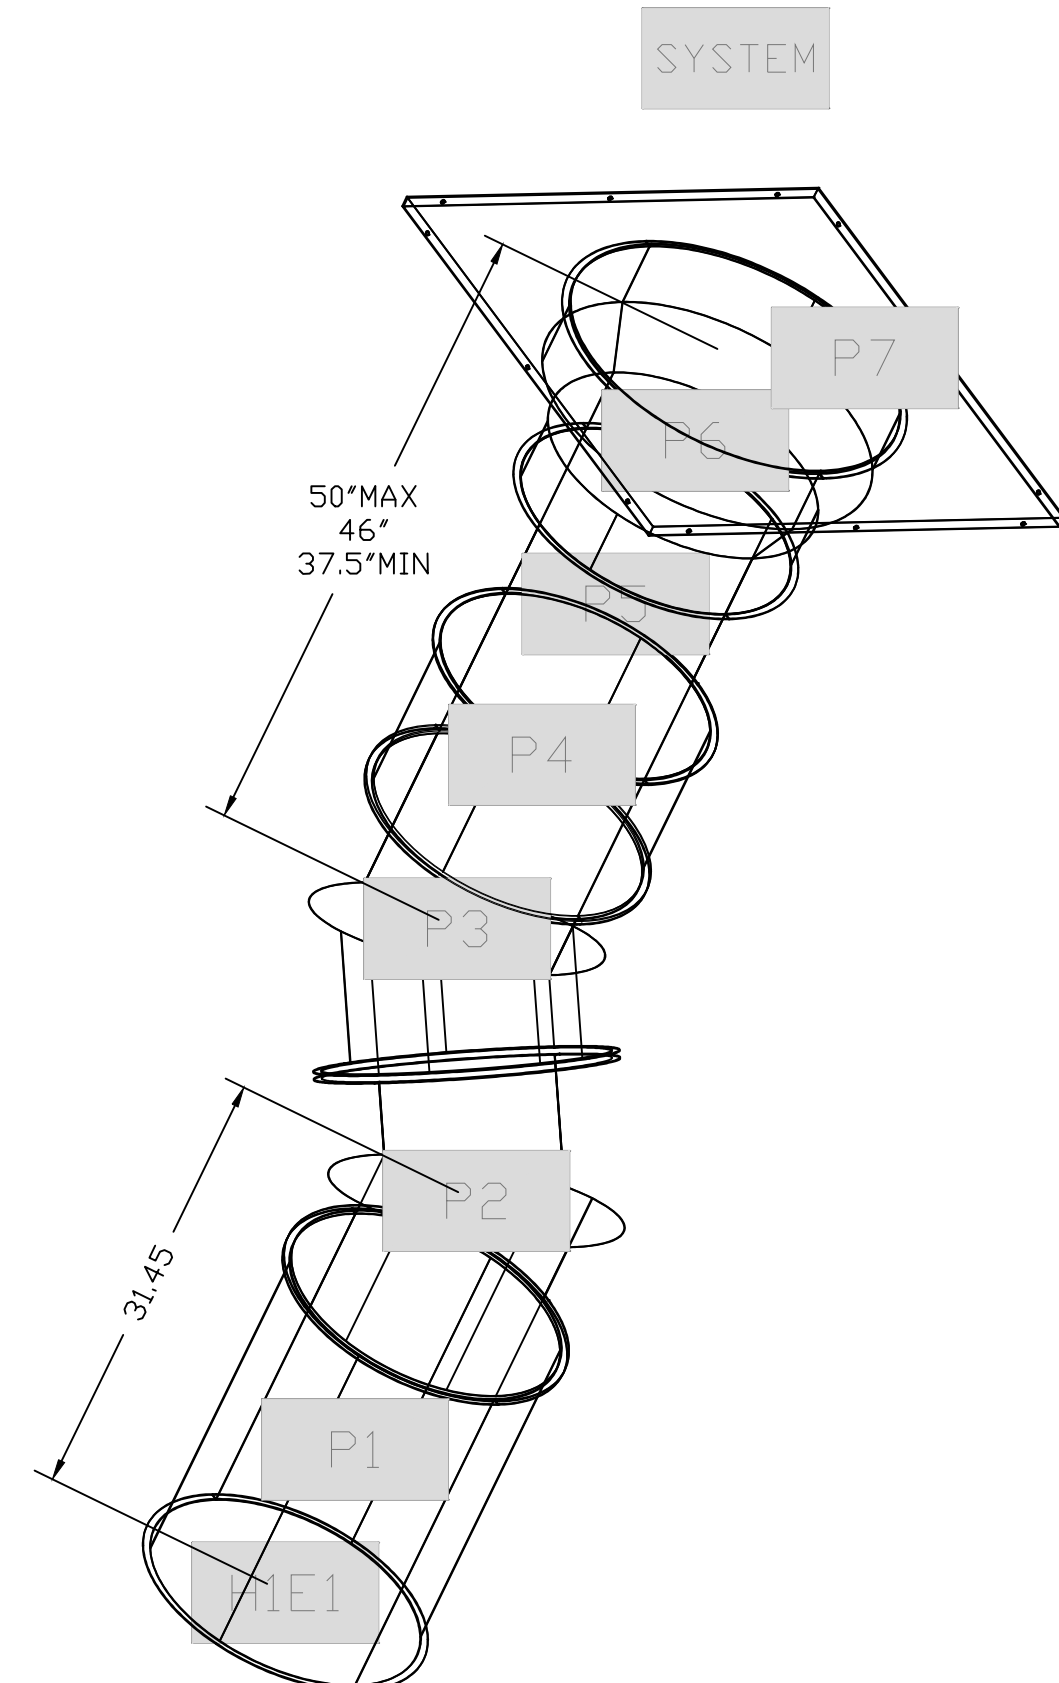 SYSTEM
P7
P6
50"MAX
46"
37.5"MIN
P5
P4
P3
P2
31.45
P1
H1E1